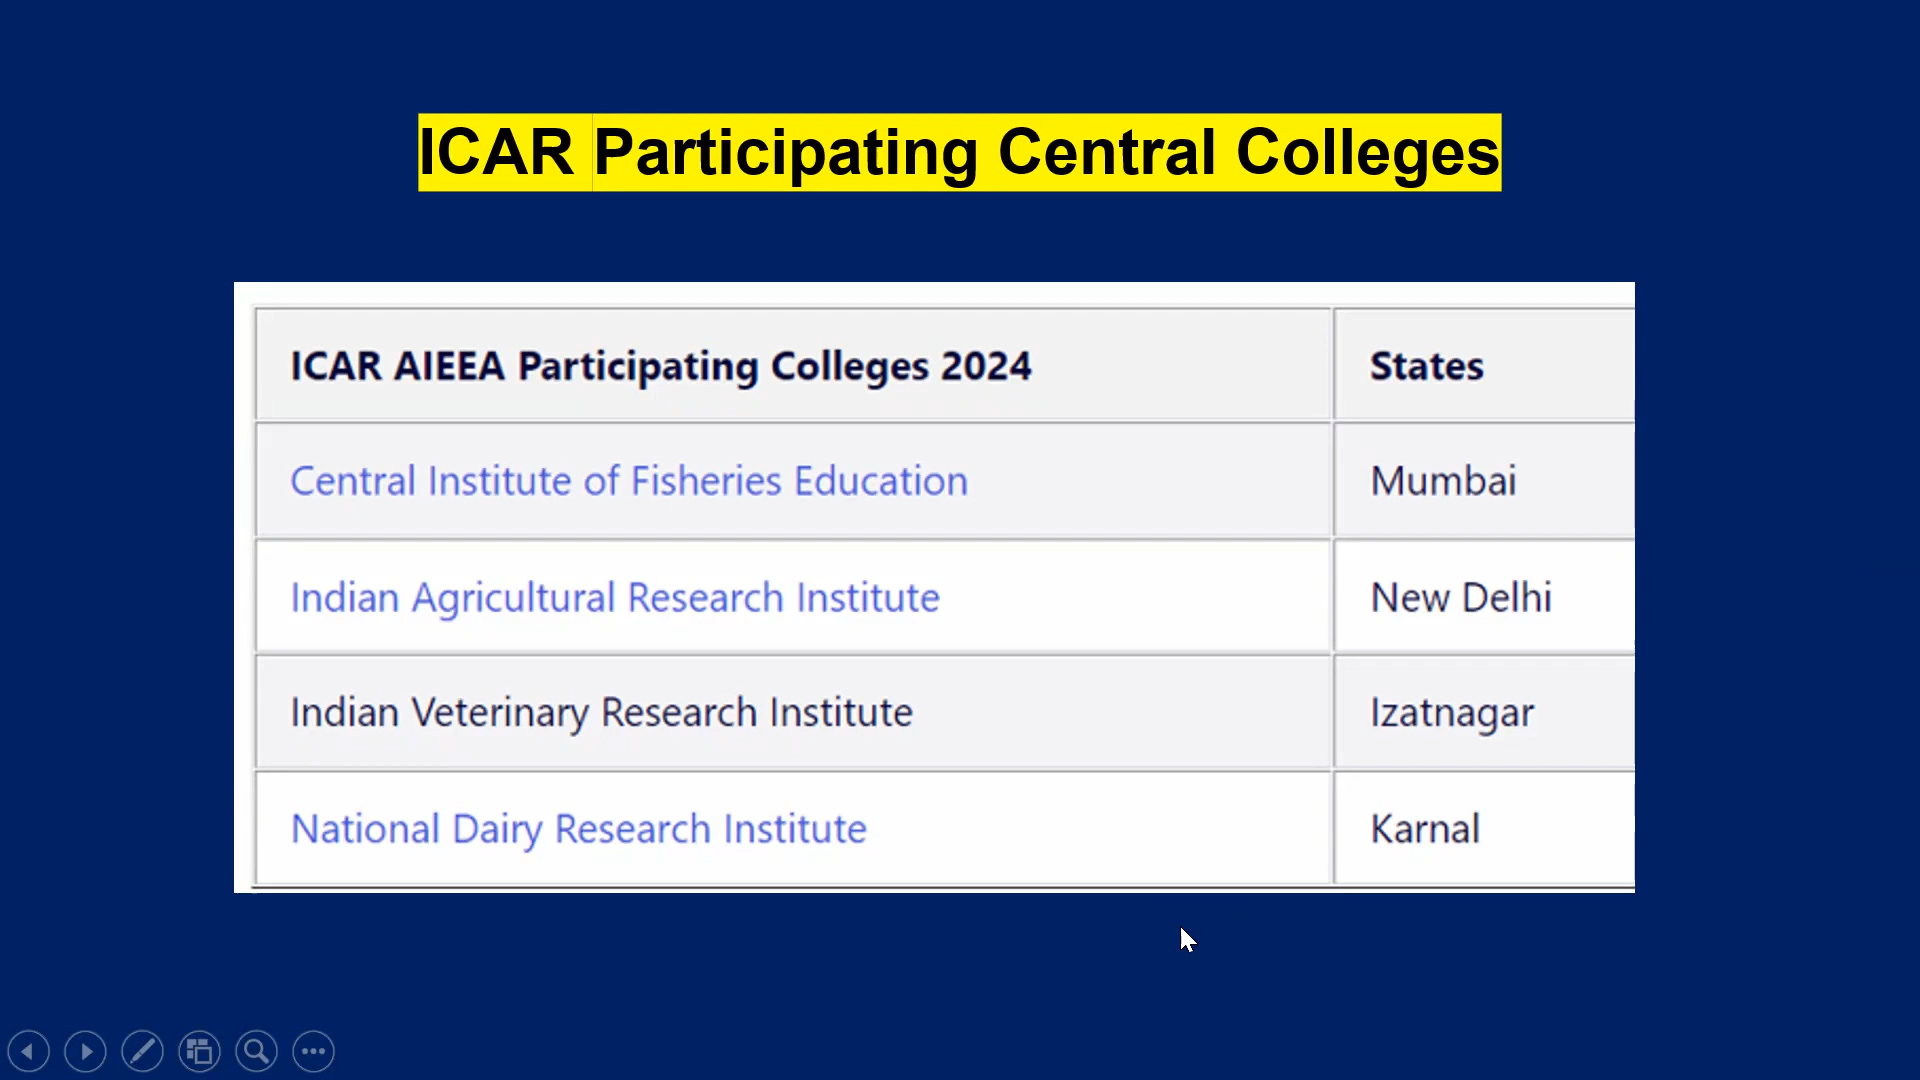 ICAR Participating Central Colleges
ICAR AIEEA Participating Colleges 2024 States
Central Institute of Fisheries Education Mumbai
Indian Agricultural Research Institute New Delhi
Indian Veterinary Research Institute Izatnagar
National Dairy Research Institute Karnal